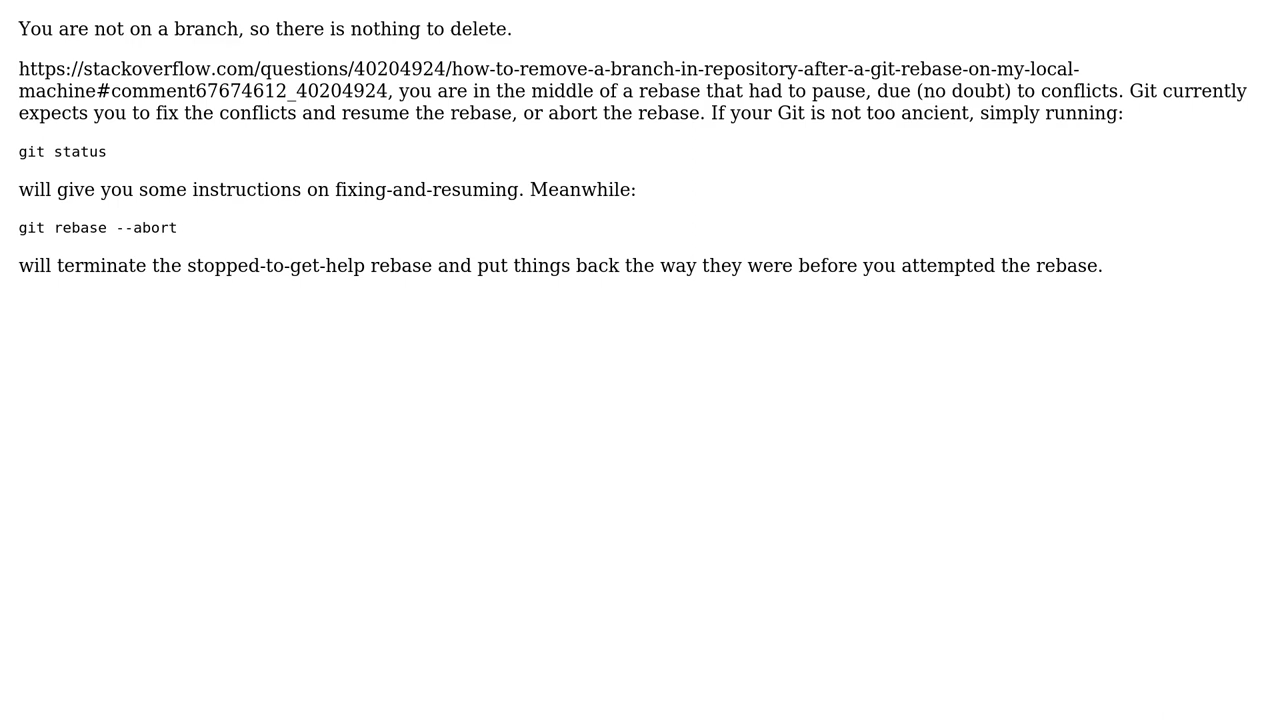 You are not on a branch, so there is nothing to delete.
https://stackoverflow.com/questions/40204924/how-to-remove-a-branch-in-repository-after-a-git-rebase-on-my-local-
machine#comment67674612_40204924, you are in the middle of a rebase that had to pause, due (no doubt) to conflicts. Git currently
expects you to fix the conflicts and resume the rebase, or abort the rebase. If your Git is not too ancient, simply running:
git status
will give you some instructions on fixing-and-resuming. Meanwhile:
git rebase --abort
will terminate the stopped-to-get-help rebase and put things back the way they were before you attempted the rebase.